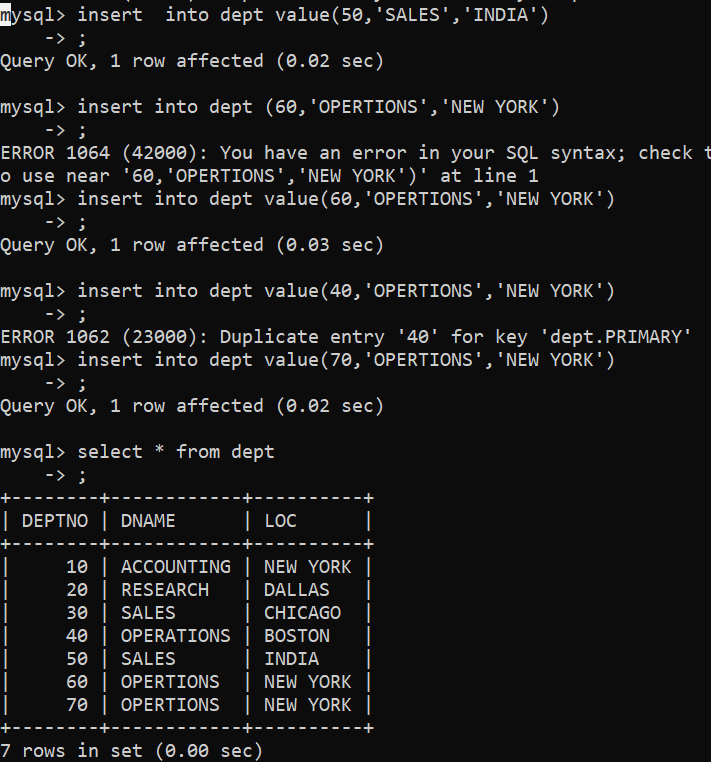 mysql> insert  into dept value(50,'SALES','INDIA')
    -> ;
Query OK, 1 row affected (0.02 sec)

mysql> insert into dept (60,'OPERTIONS','NEW YORK')
    -> ;
ERROR 1064 (42000): You have an error in your SQL syntax; check t
o use near '60,'OPERTIONS','NEW YORK')' at line 1
mysql> insert into dept value(60,'OPERTIONS','NEW YORK')
    -> ;
Query OK, 1 row affected (0.03 sec)

mysql> insert into dept value(40,'OPERTIONS','NEW YORK')
    -> ;
ERROR 1062 (23000): Duplicate entry '40' for key 'dept.PRIMARY'
mysql> insert into dept value(70,'OPERTIONS','NEW YORK')
    -> ;
Query OK, 1 row affected (0.02 sec)

mysql> select * from dept
    -> ;
+--------+------------+----------+
| DEPTNO | DNAME      | LOC      |
+--------+------------+----------+
|     10 | ACCOUNTING | NEW YORK |
|     20 | RESEARCH   | DALLAS   |
|     30 | SALES      | CHICAGO  |
|     40 | OPERATIONS | BOSTON   |
|     50 | SALES      | INDIA    |
|     60 | OPERTIONS  | NEW YORK |
|     70 | OPERTIONS  | NEW YORK |
+--------+------------+----------+
7 rows in set (0.00 sec)